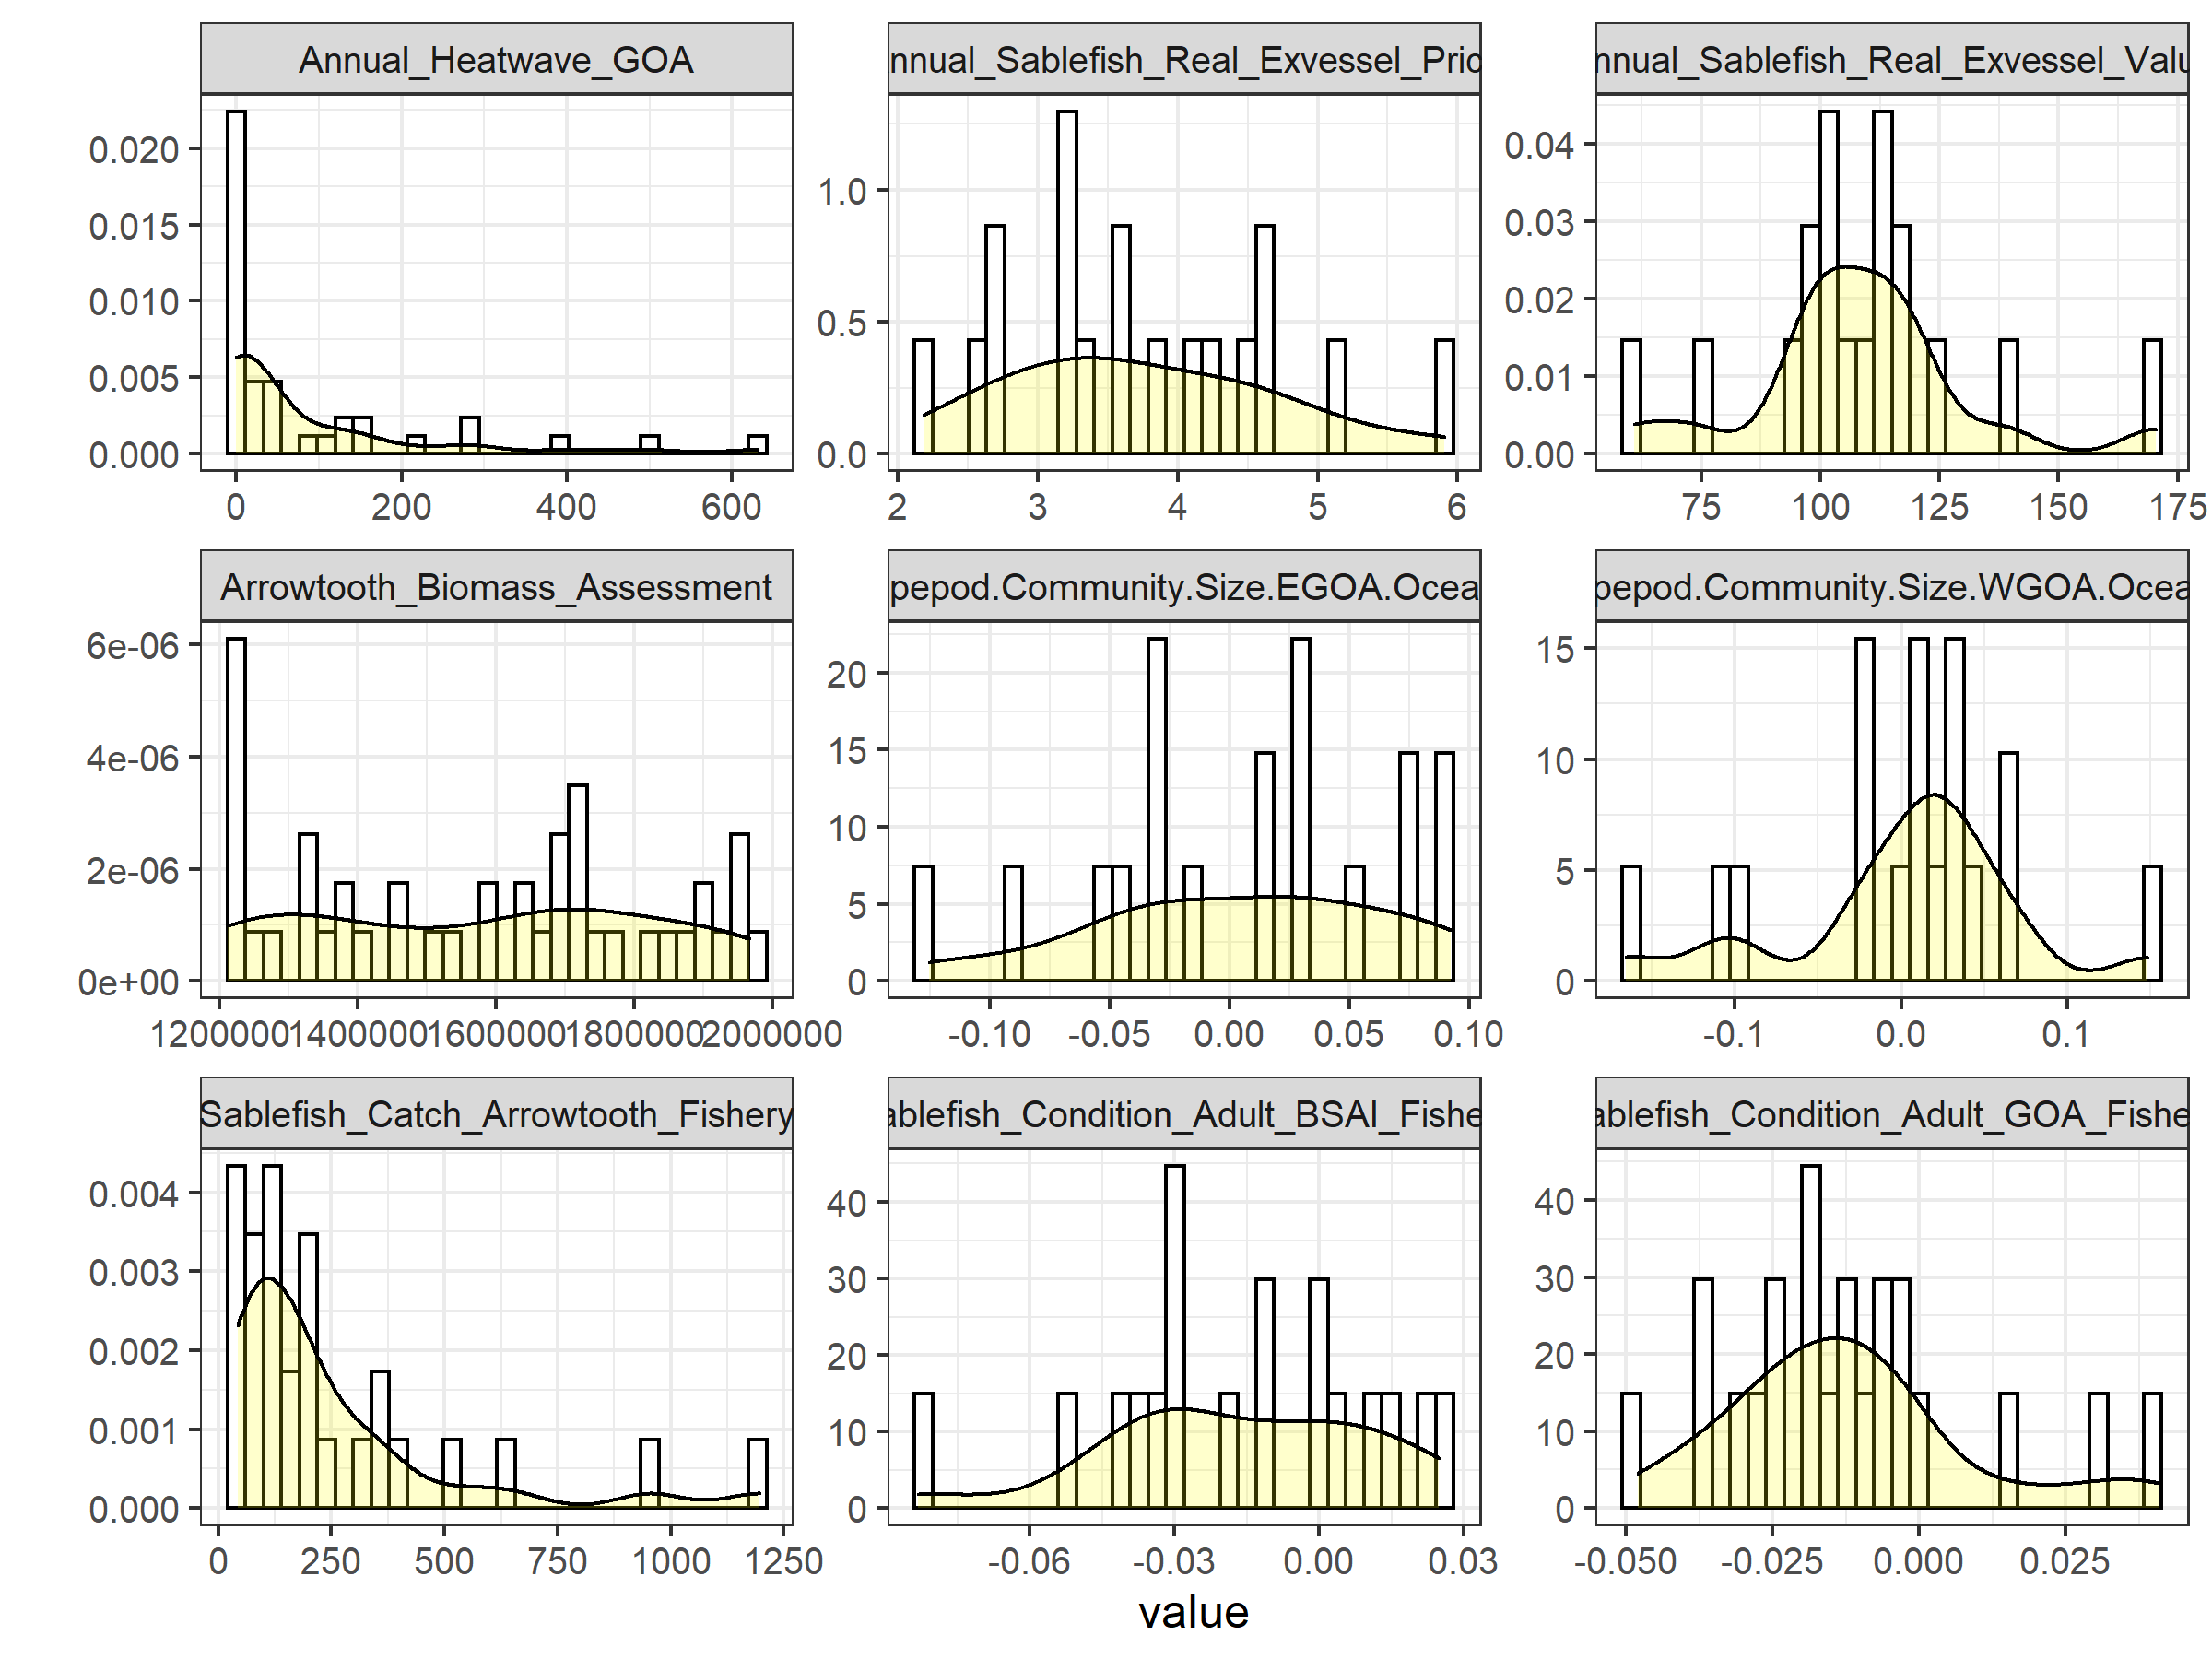 Annual_Heatwave_GOA
nnual_Sablefish_Real_Exvessel_Pric
nnual_Sablefish_Real_Exvessel_Valu
0.020
0.015
0.010
0.005
0.000
0 200 400 600
1.0
0.5
0.0
2 3 4 5 6
0.04
0.03
0.02
0.01
0.00
75 100 125 150 175
Arrowtooth_Biomass_Assessment
pepod.Community.Size.EGOA.Ocea
pepod.Community.Size.WGOA.Ocea
6e-06
4e-06
2e-06
0e+00
1200000 1400000 1600000 1800000 2000000
20
15
10
5
0
-0.10 -0.05 0.00 0.05 0.10
15
10
5
0
-0.1 0.0 0.1
Sablefish_Catch_Arrowtooth_Fishery
ablefish_Condition_Adult_BSAI_Fishe
ablefish_Condition_Adult_GOA_Fishe
0.004
0.003
0.002
0.001
0.000
0 250 500 750 1000 1250
40
30
20
10
0
-0.06 -0.03 0.00 0.03
40
30
20
10
0
-0.050 -0.025 0.000 0.025
value